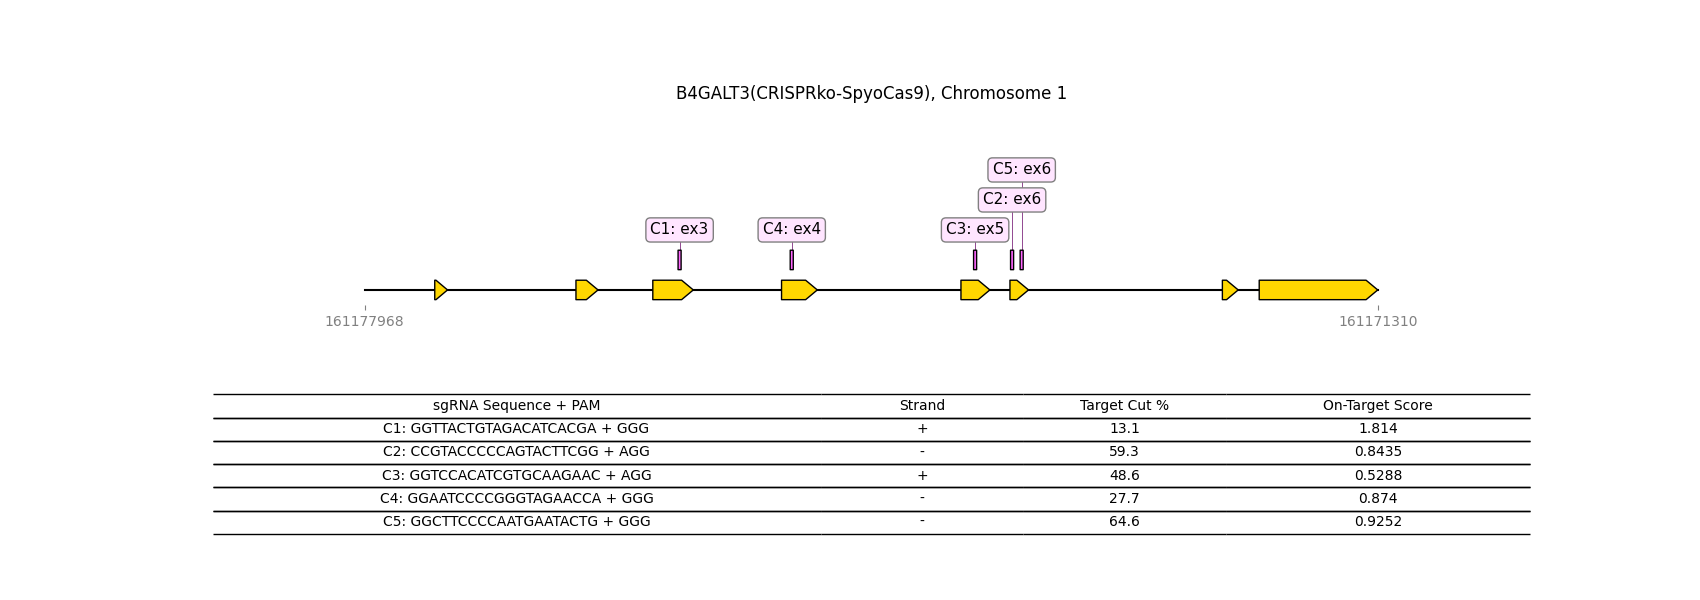 B4GALT3(CRISPRko-SpyoCas9), Chromosome 1
C5: ex6
C2: ex6
C1: ex3 C4: ex4 C3: ex5
161177968 161171310
sgRNA Sequence + PAM Strand Target Cut % On-Target Score
C1: GGTTACTGTAGACATCACGA + GGG + 13.1 1.814
C2: CCGTACCCCCAGTACTTCGG + AGG - 59.3 0.8435
C3: GGTCCACATCGTGCAAGAAC + AGG + 48.6 0.5288
C4: GGAATCCCCGGGTAGAACCA + GGG - 27.7 0.874
C5: GGCTTCCCCAATGAATACTG + GGG - 64.6 0.9252